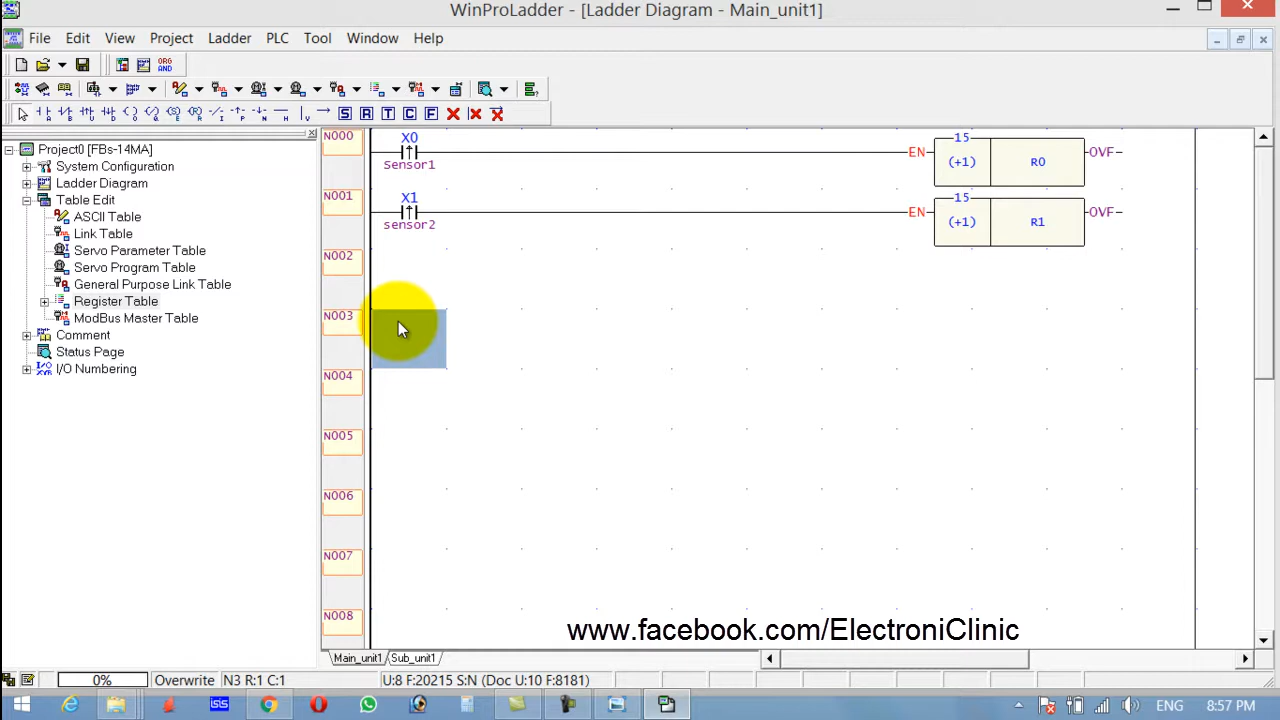 WinProLadder - [Ladder Diagram - Main_unit1]
File Edit View Project Ladder PLC Tool Window Help
ORG
AND
S R T C F
Project0 [FBs-14MA]
System Configuration
Ladder Diagram
Table Edit
ASCII Table
Link Table
Servo Parameter Table
Servo Program Table
General Purpose Link Table
Register Table
ModBus Master Table
Comment
Status Page
I/O Numbering
N000 X0 sensor1 EN 15 (+1) R0 OVF
N001 X1 sensor2 EN 15 (+1) R1 OVF
N002
N003
N004
N005
N006
N007
N008
www.facebook.com/ElectroniClinic
Main_unit1 Sub_unit1
0% Overwrite N3 R:1 C:1 U:8 F:20215 S:N (Doc U:10 F:8181)
ISIS
ENG 8:57 PM